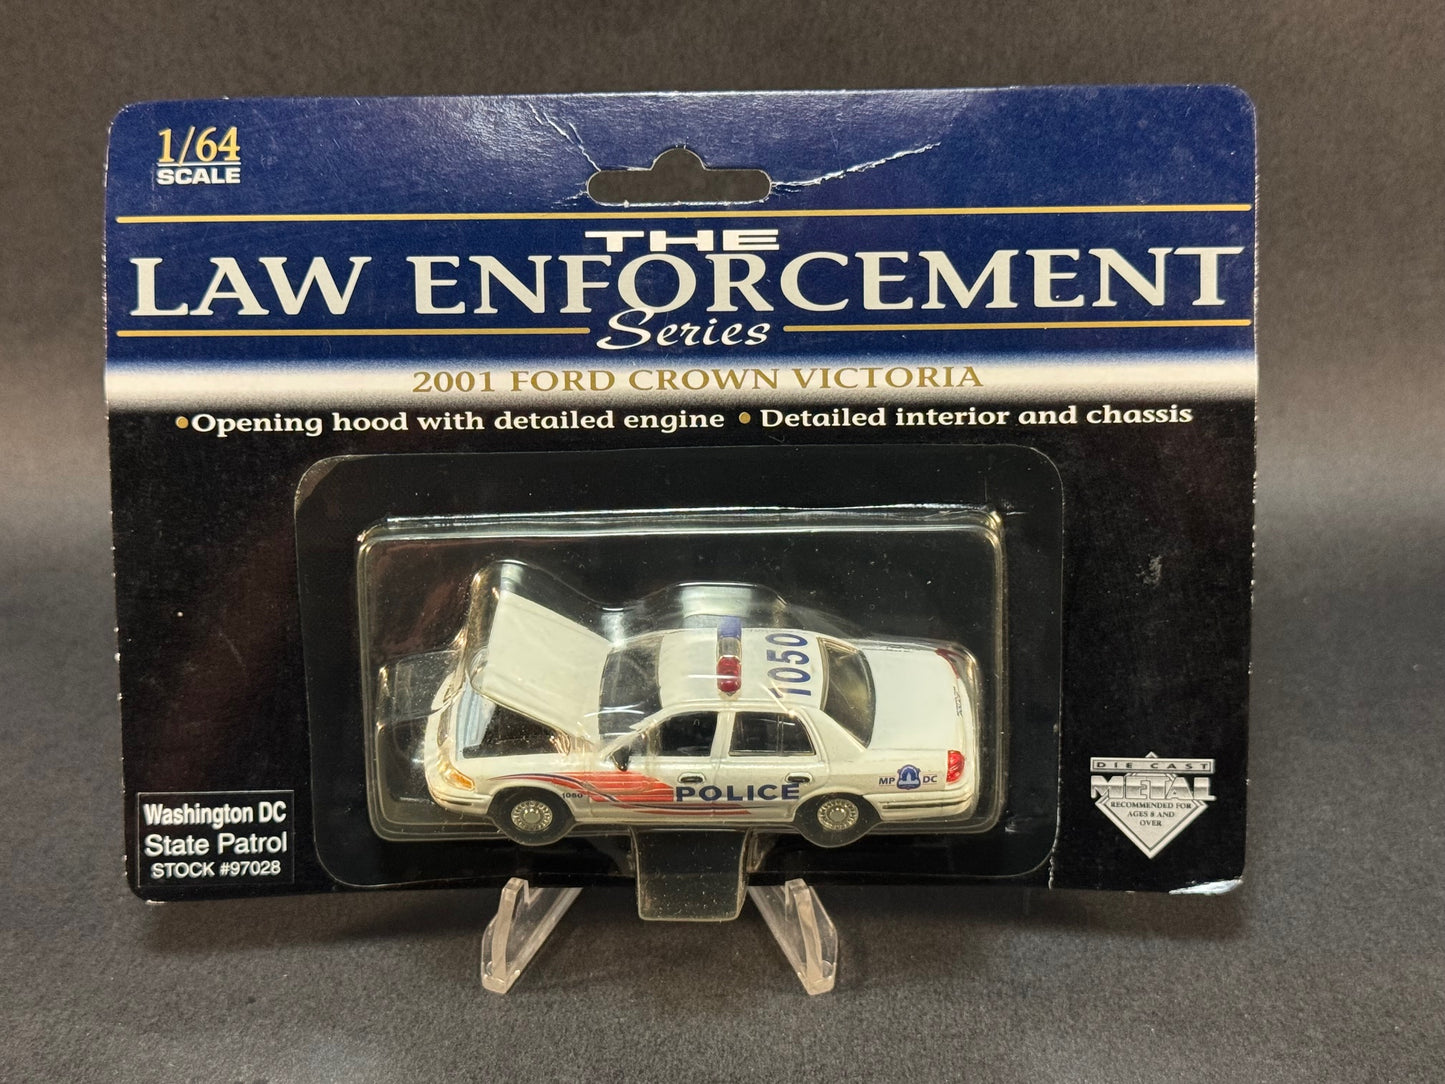 1/64
SCALE
THE
LAW ENFORCEMENT
Series
2001 FORD CROWN VICTORIA
•Opening hood with detailed engine • Detailed interior and chassis
1050
1050
POLICE
MP DC
Washington DC
State Patrol
STOCK #97028
DIE CAST
METAL
RECOMMENDED FOR
AGES 8 AND
OVER